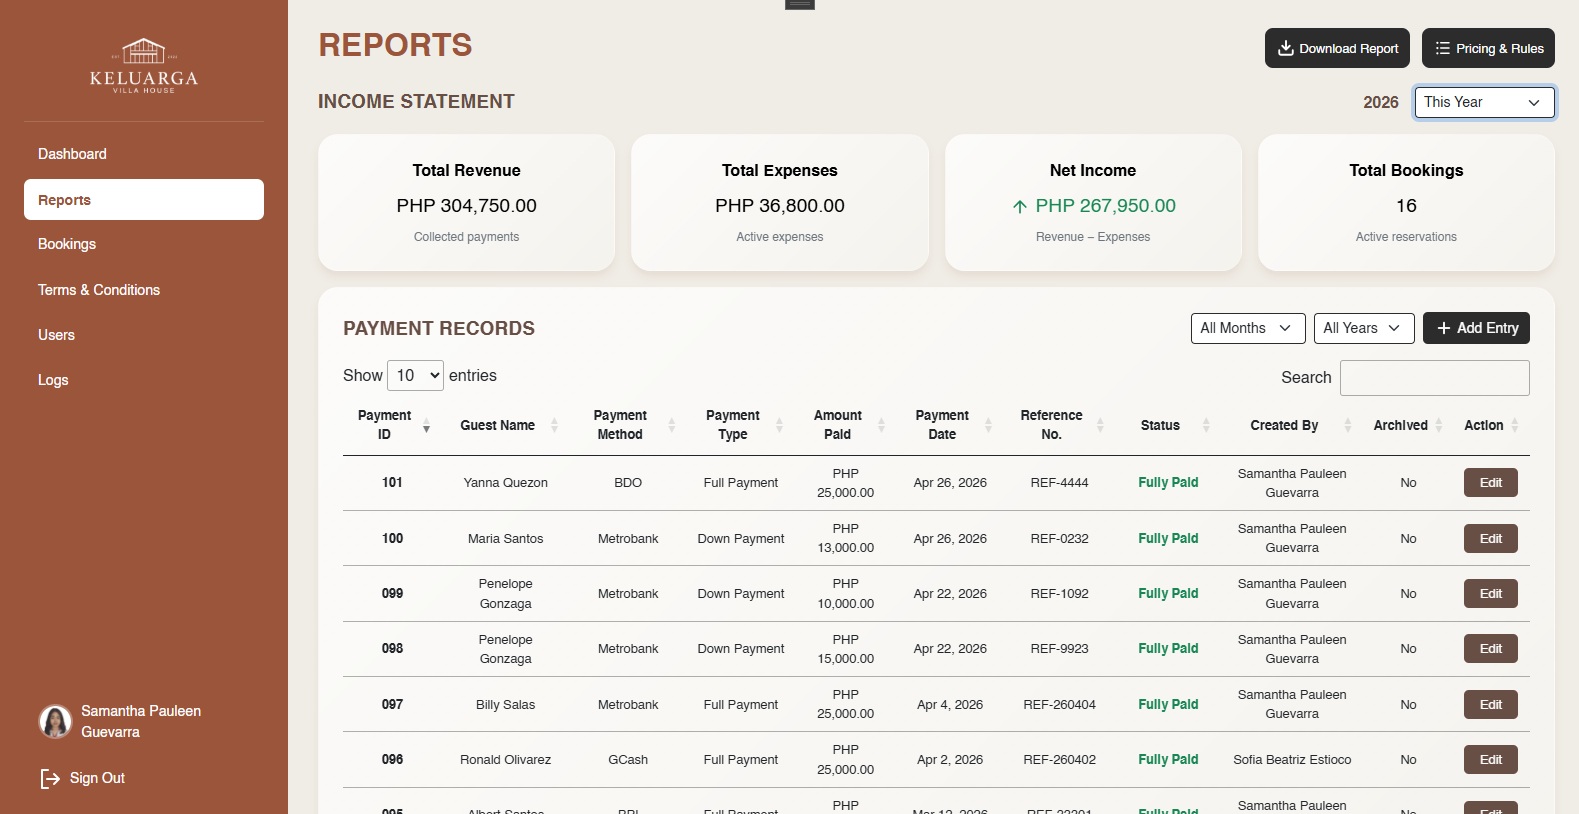 KELUARGA
VILLA HOUSE
Dashboard
Reports
Bookings
Terms & Conditions
Users
Logs
Samantha Pauleen
Guevarra
Sign Out
REPORTS
Download Report
Pricing & Rules
INCOME STATEMENT
2026
This Year
Total Revenue
PHP 304,750.00
Collected payments
Total Expenses
PHP 36,800.00
Active expenses
Net Income
PHP 267,950.00
Revenue – Expenses
Total Bookings
16
Active reservations
PAYMENT RECORDS
All Months
All Years
Add Entry
Show 10 entries
Search
Payment ID Guest Name Payment Method Payment Type Amount Paid Payment Date Reference No. Status Created By Archived Action
101 Yanna Quezon BDO Full Payment PHP 25,000.00 Apr 26, 2026 REF-4444 Fully Paid Samantha Pauleen Guevarra No Edit
100 Maria Santos Metrobank Down Payment PHP 13,000.00 Apr 26, 2026 REF-0232 Fully Paid Samantha Pauleen Guevarra No Edit
099 Penelope Gonzaga Metrobank Down Payment PHP 10,000.00 Apr 22, 2026 REF-1092 Fully Paid Samantha Pauleen Guevarra No Edit
098 Penelope Gonzaga Metrobank Down Payment PHP 15,000.00 Apr 22, 2026 REF-9923 Fully Paid Samantha Pauleen Guevarra No Edit
097 Billy Salas Metrobank Full Payment PHP 25,000.00 Apr 4, 2026 REF-260404 Fully Paid Samantha Pauleen Guevarra No Edit
096 Ronald Olivarez GCash Full Payment PHP 25,000.00 Apr 2, 2026 REF-260402 Fully Paid Sofia Beatriz Estioco No Edit
095 Albert Santos BPI Full Payment PHP Fully Paid Samantha Pauleen No Edit